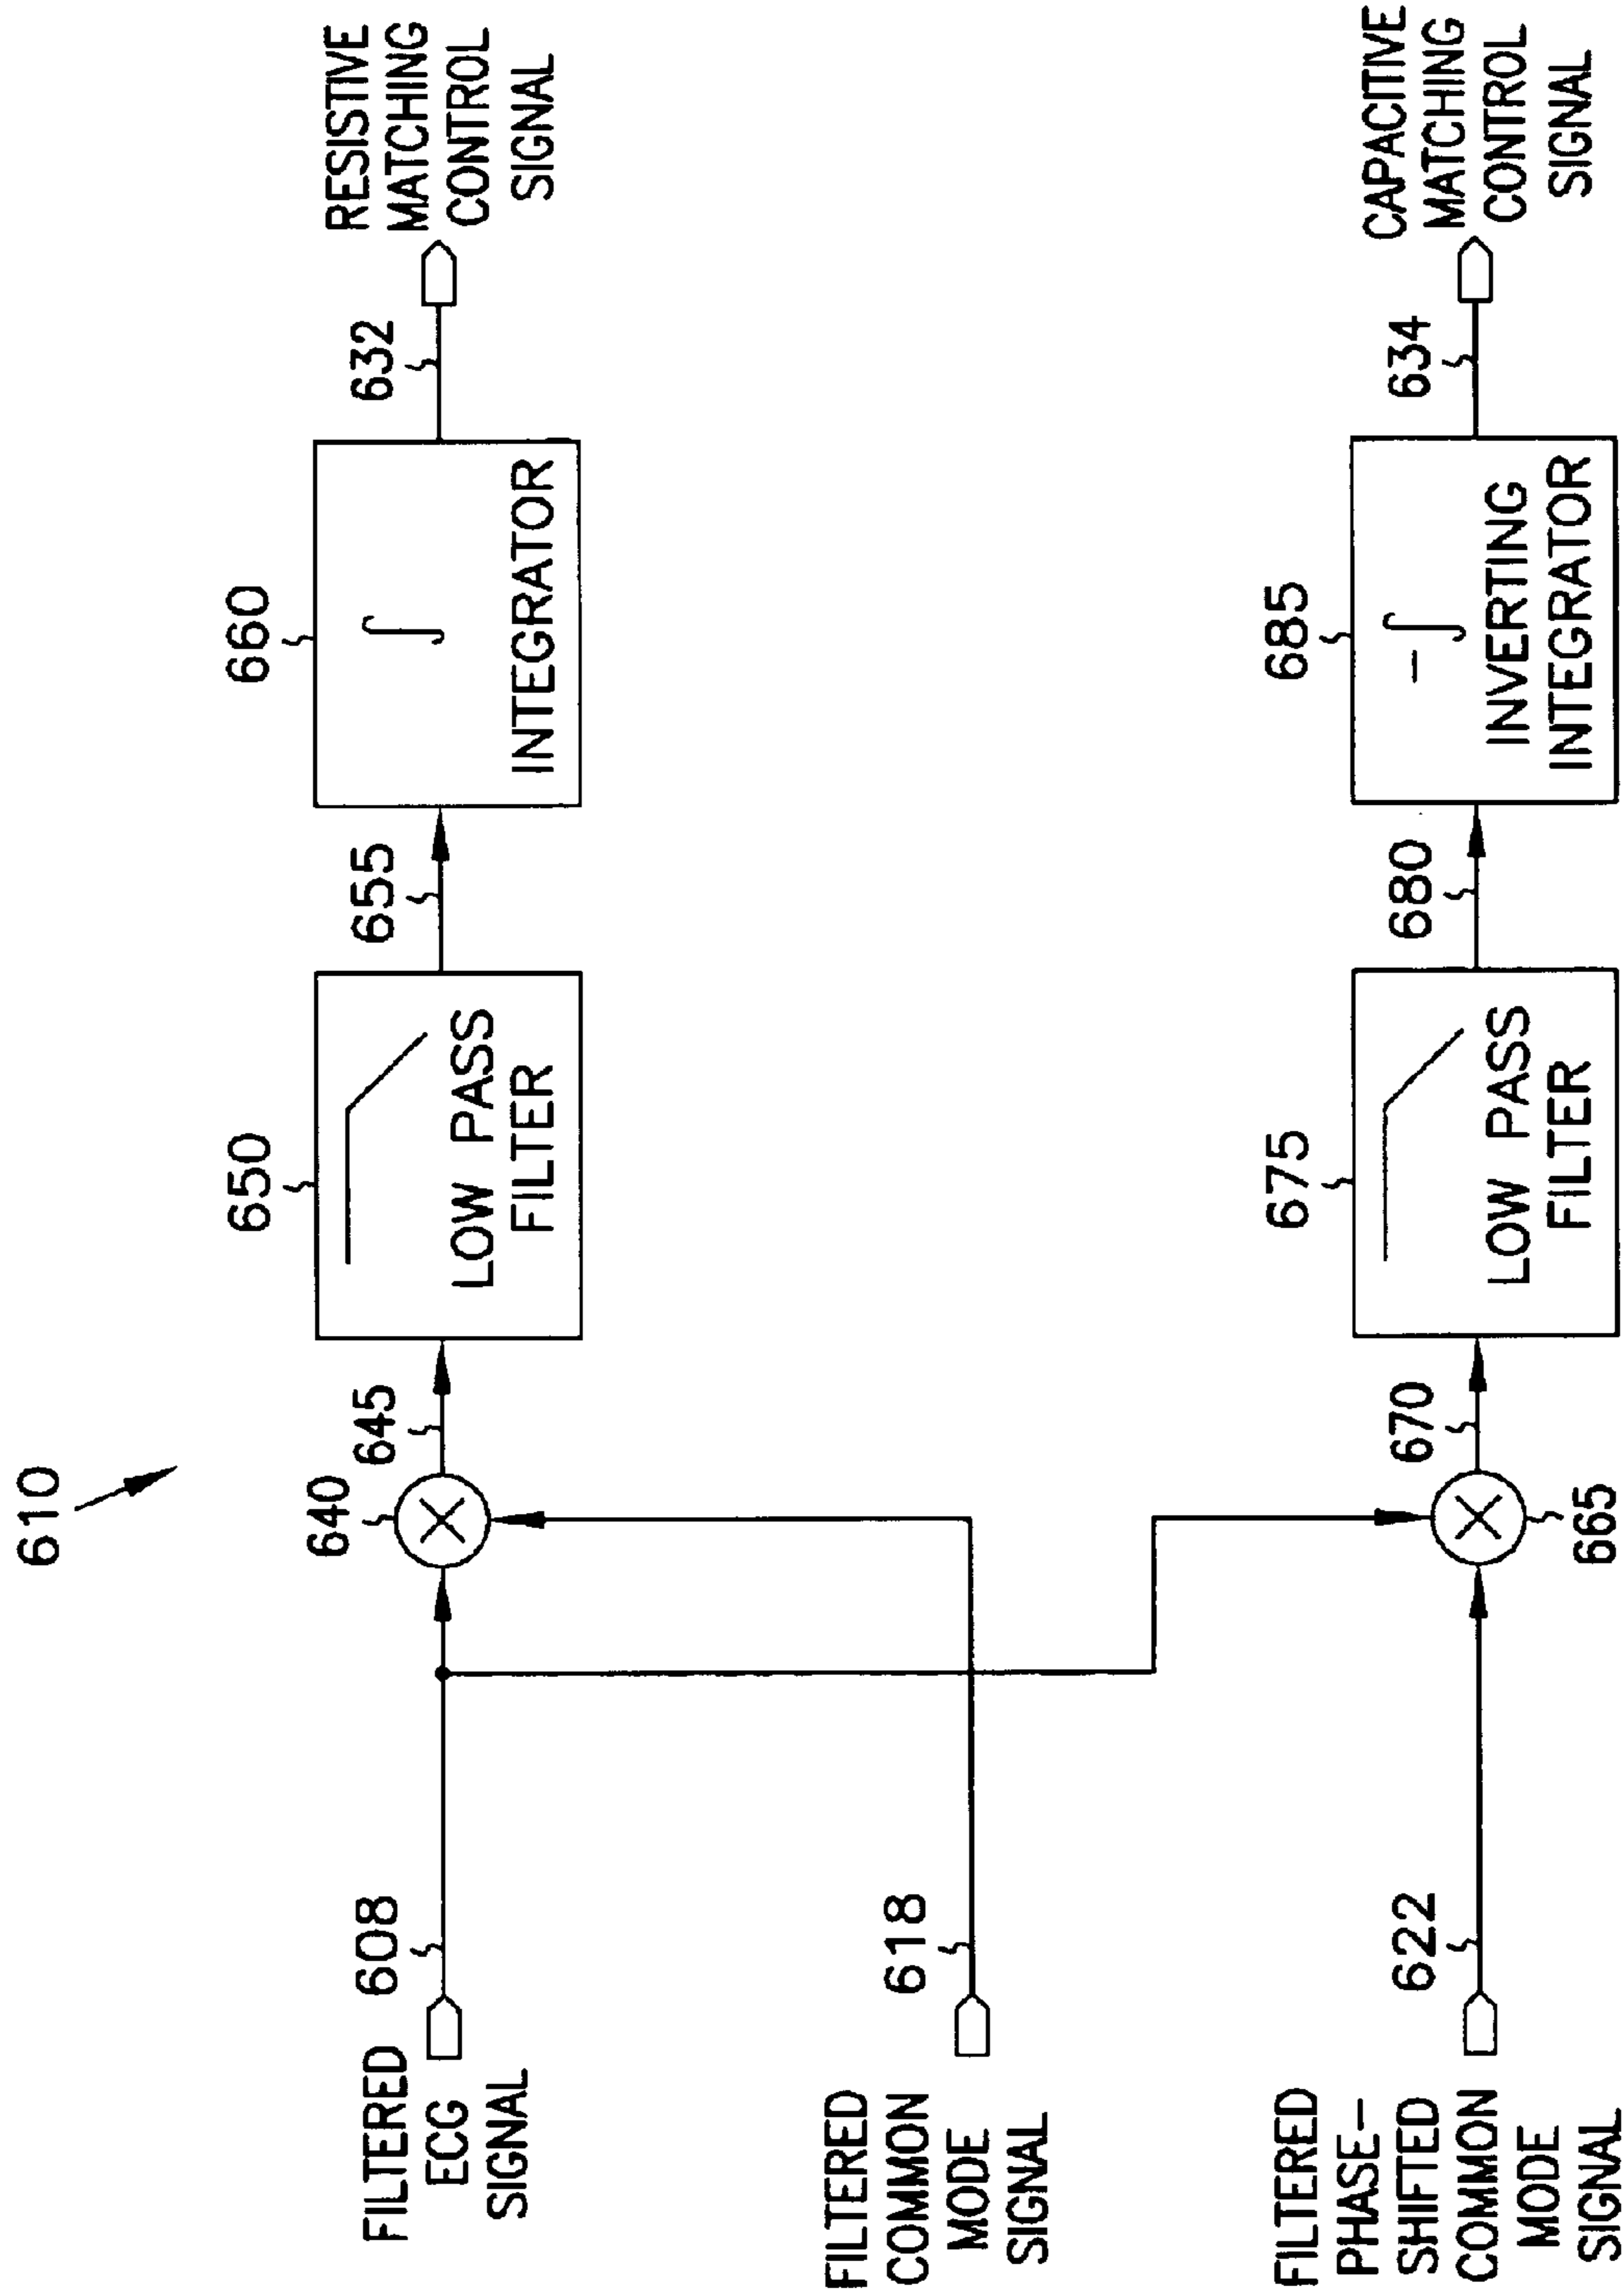 610
FILTERED
ECG
SIGNAL
608
640
645
650
LOW PASS
FILTER
655
660
∫
INTEGRATOR
632
RESISTIVE
MATCHING
CONTROL
SIGNAL
FILTERED
COMMON
MODE
SIGNAL
618
FILTERED
PHASE-
SHIFTED
COMMON
MODE
SIGNAL
622
665
670
675
LOW PASS
FILTER
680
685
-∫
INVERTING
INTEGRATOR
634
CAPACITIVE
MATCHING
CONTROL
SIGNAL